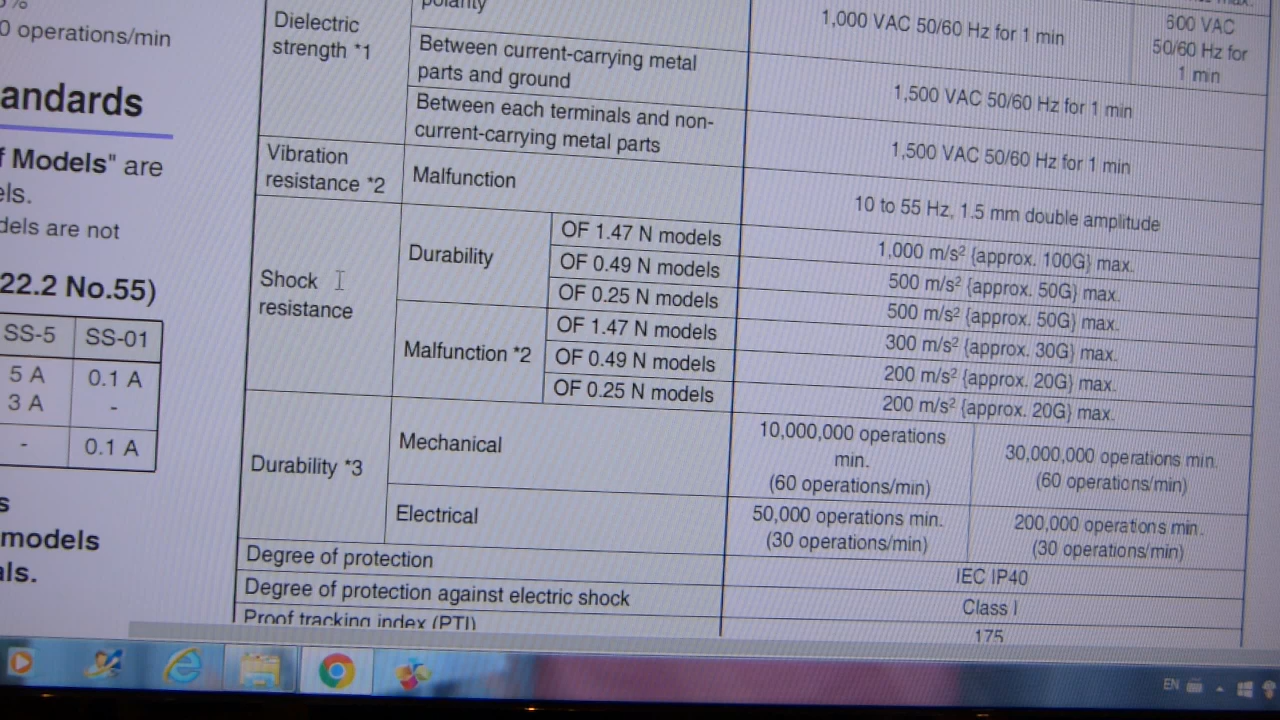 0 operations/min
andards
f Models" are
els.
dels are not
22.2 No.55)
SS-5 SS-01
5 A 0.1 A
3 A -
- 0.1 A
s
models
als.
Dielectric
strength *1
polarity
1,000 VAC 50/60 Hz for 1 min
600 VAC
50/60 Hz for
1 min
Between current-carrying metal
parts and ground
1,500 VAC 50/60 Hz for 1 min
Between each terminals and non-
current-carrying metal parts
1,500 VAC 50/60 Hz for 1 min
Vibration
resistance *2
Malfunction
10 to 55 Hz, 1.5 mm double amplitude
Shock
resistance
Durability
OF 1.47 N models
1,000 m/s² {approx. 100G} max.
OF 0.49 N models
500 m/s² {approx. 50G} max.
OF 0.25 N models
500 m/s² {approx. 50G} max.
Malfunction *2
OF 1.47 N models
300 m/s² {approx. 30G} max.
OF 0.49 N models
200 m/s² {approx. 20G} max.
OF 0.25 N models
200 m/s² {approx. 20G} max.
Durability *3
Mechanical
10,000,000 operations
min.
(60 operations/min)
30,000,000 operations min.
(60 operations/min)
Electrical
50,000 operations min.
(30 operations/min)
200,000 operations min.
(30 operations/min)
Degree of protection
IEC IP40
Degree of protection against electric shock
Class I
Proof tracking index (PTI)
175
EN